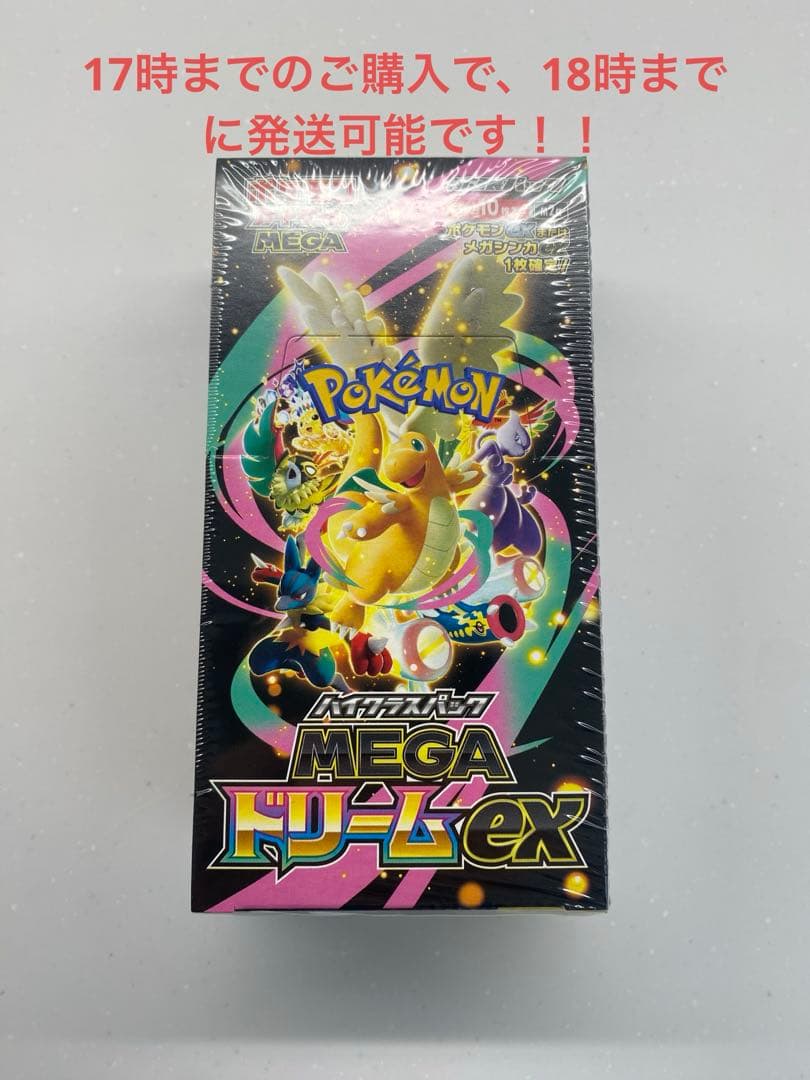 17時までのご購入で、18時まで
に発送可能です！！
MEGA
ポケモンexまたは
メガシンカex
1枚確定!!
POKÉMON
ハイクラスパック
MEGA
ドリームex